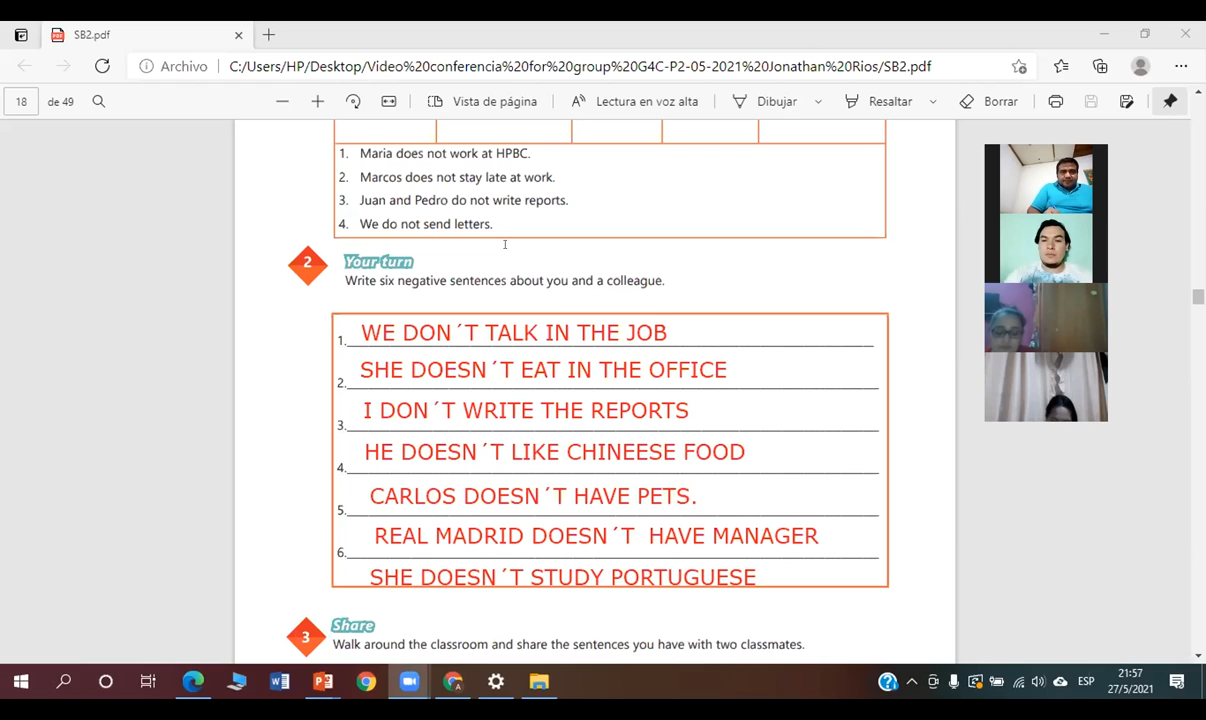 SB2.pdf
Archivo C:/Users/HP/Desktop/Video%20conferencia%20for%20group%20G4C-P2-05-2021%20Jonathan%20Rios/SB2.pdf
18 de 49 Vista de página Lectura en voz alta Dibujar Resaltar Borrar
1. Maria does not work at HPBC.
2. Marcos does not stay late at work.
3. Juan and Pedro do not write reports.
4. We do not send letters.
2 Your turn
Write six negative sentences about you and a colleague.
1. WE DON´T TALK IN THE JOB
2. SHE DOESN´T EAT IN THE OFFICE
3. I DON´T WRITE THE REPORTS
4. HE DOESN´T LIKE CHINEESE FOOD
5. CARLOS DOESN´T HAVE PETS.
6. REAL MADRID DOESN´T HAVE MANAGER
SHE DOESN´T STUDY PORTUGUESE
3 Share
Walk around the classroom and share the sentences you have with two classmates.
ESP
21:57
27/5/2021